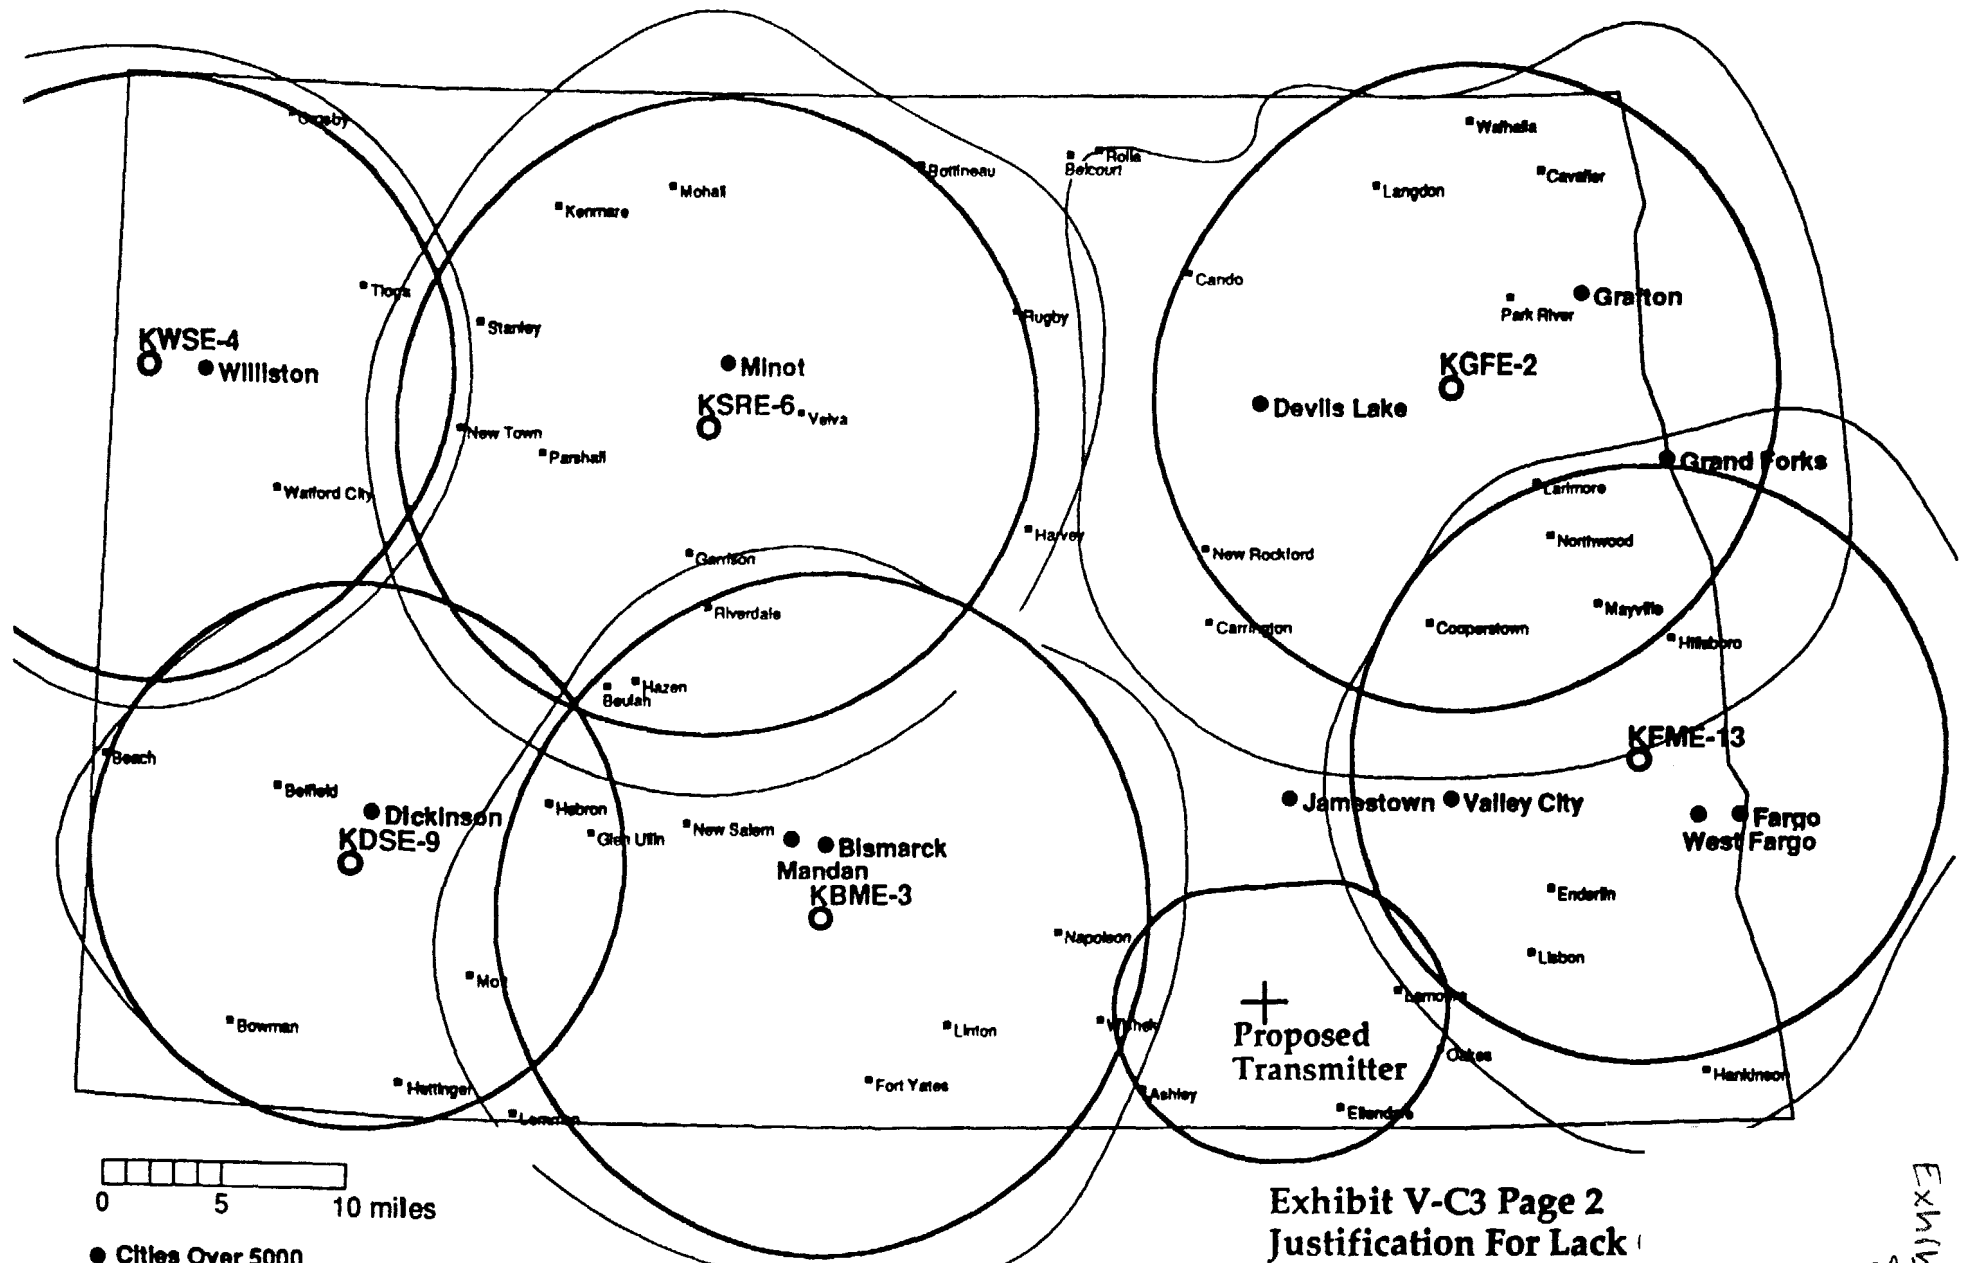 Crosby
Walhalla
Rolla
Belcourt
Bottineau
Cavalier
Mohall
Langdon
Kenmare
Cando
Tioga
Grafton
Park River
Rugby
Stanley
KWSE-4
Williston
Minot
KGFE-2
KSRE-6
Velva
Devils Lake
New Town
Parshall
Grand Forks
Watford City
Larimore
Harvey
Northwood
New Rockford
Garrison
Riverdale
Mayville
Carrington
Cooperstown
Hillsboro
Hazen
Beulah
KFME-13
Beach
Belfield
Hebron
Jamestown
Valley City
Dickinson
Fargo
New Salem
Glen Ullin
KDSE-9
Bismarck
West Fargo
Mandan
KBME-3
Enderlin
Napoleon
Lisbon
Mott
Lamoure
Bowman
Linton
Wishek
Proposed
Transmitter
Oakes
Hankinson
Hettinger
Fort Yates
Ashley
Ellendale
Lemmon
0 5 10 miles
Exhibit V-C3 Page 2
Justification For Lack
Cities Over 5000